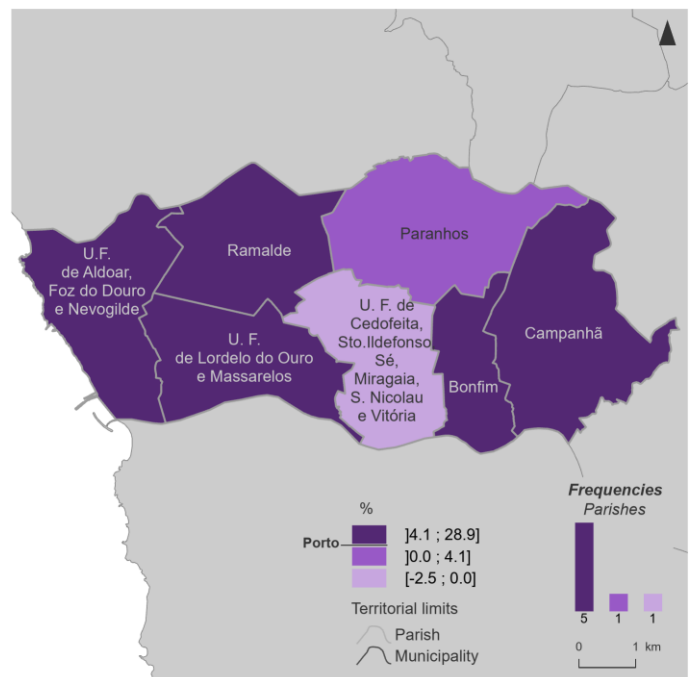 Paranhos
Ramalde
U.F.
de Aldoar,
Foz do Douro
e Nevogilde
U. F. de
Cedofeita,
Sto.Ildefonso
Sé,
Miragaia,
S. Nicolau
e Vitória
U. F.
de Lordelo do Ouro
e Massarelos
Bonfim
Campanhã
%
Porto
]4.1 ; 28.9]
]0.0 ; 4.1]
[-2.5 ; 0.0]
Territorial limits
Parish
Municipality
Frequencies
Parishes
5 1 1
0 1 km